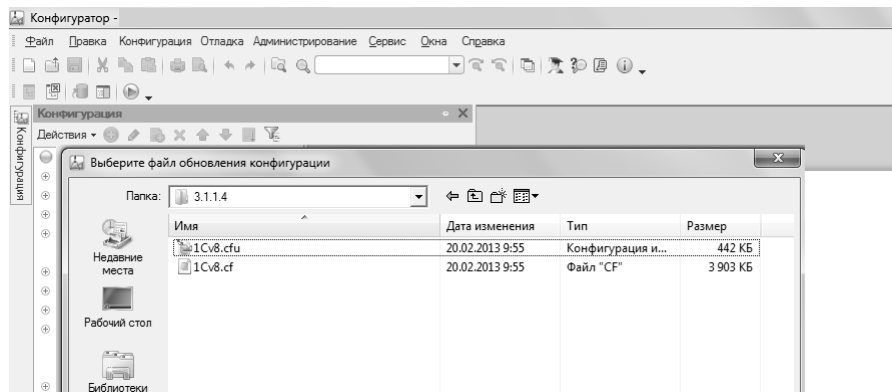 Конфигуратор -
Файл Правка Конфигурация Отладка Администрирование Сервис Окна Справка
Конфигурация
Действия
Конфигурация
Выберите файл обновления конфигурации
Папка: 3.1.1.4
Имя Дата изменения Тип Размер
1Cv8.cfu 20.02.2013 9:55 Конфигурация и... 442 КБ
1Cv8.cf 20.02.2013 9:55 Файл "CF" 3 903 КБ
Недавние
места
Рабочий стол
Библиотеки